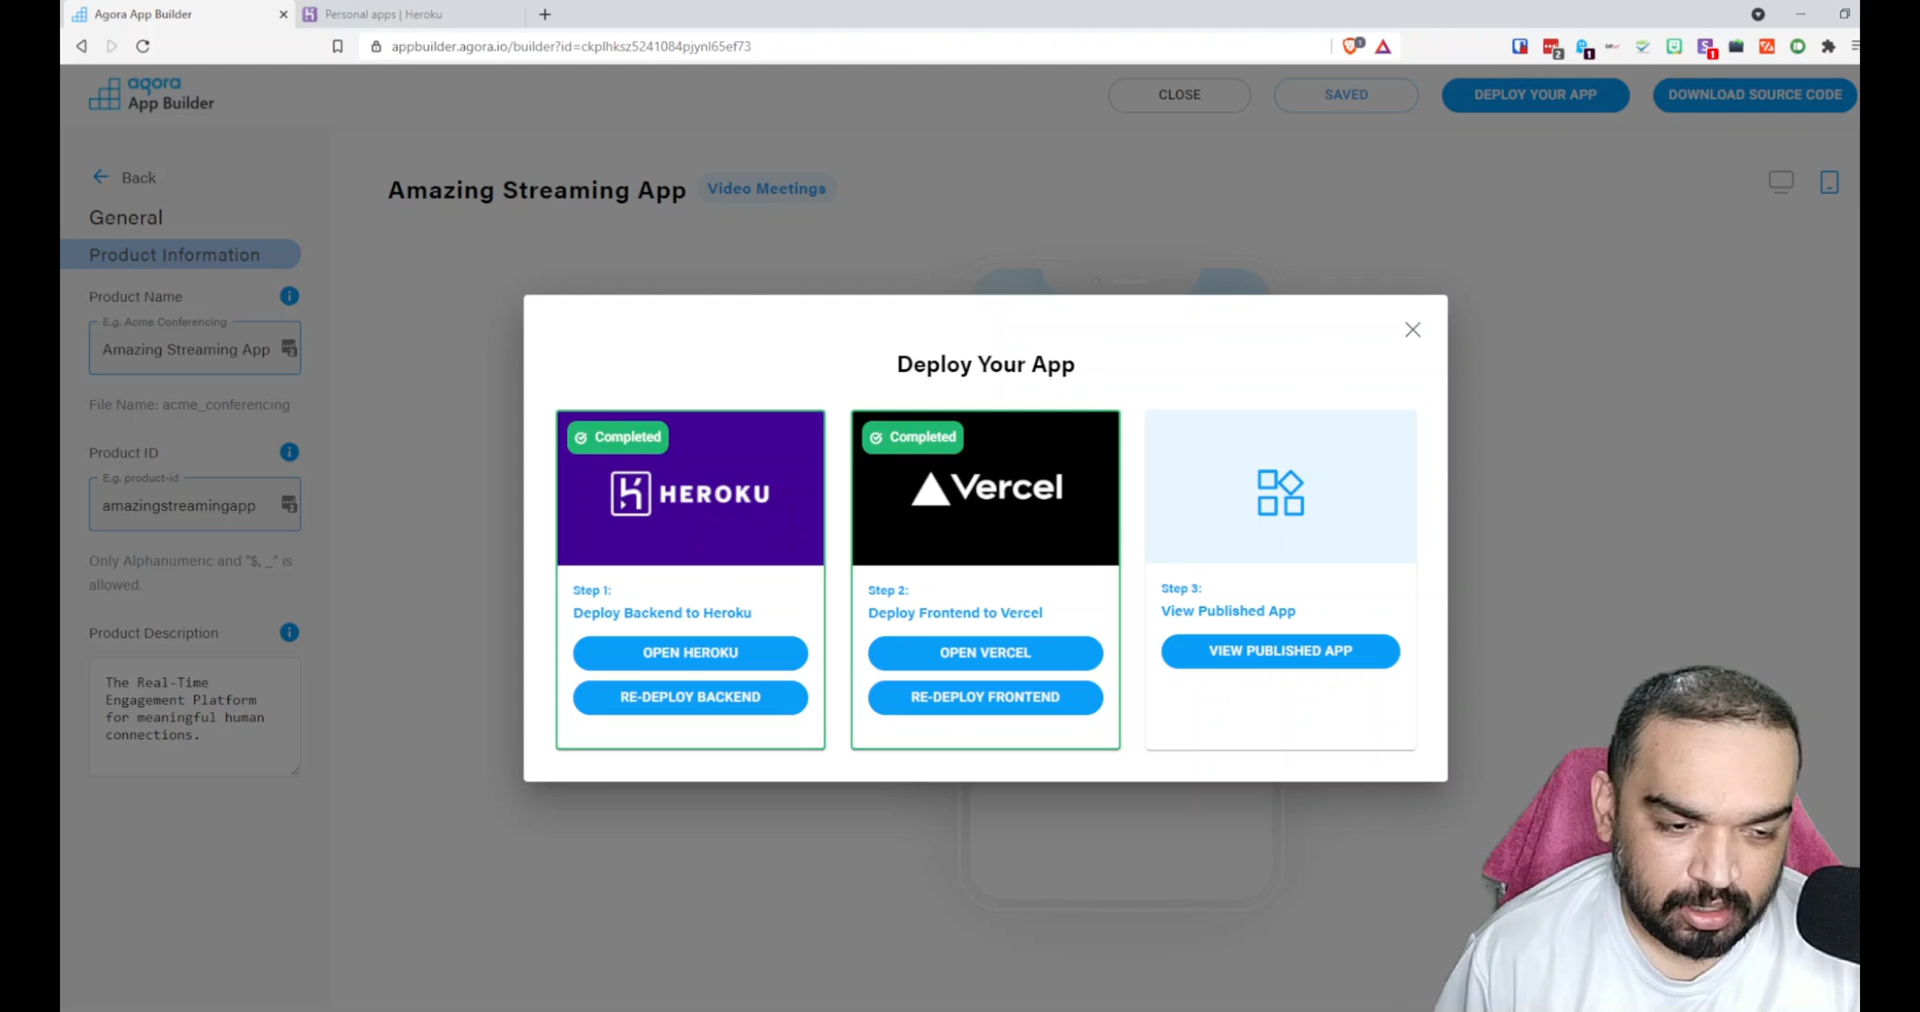 Agora App Builder
Personal apps | Heroku
appbuilder.agora.io/builder?id=ckplhksz5241084pjynl65ef73
agora
App Builder
CLOSE
SAVED
DEPLOY YOUR APP
DOWNLOAD SOURCE CODE
Back
General
Product Information
Product Name
E.g. Acme Conferencing
Amazing Streaming App
File Name: acme_conferencing
Product ID
E.g. product-id
amazingstreamingapp
Only Alphanumeric and "$, _" is
allowed.
Product Description
The Real-Time
Engagement Platform
for meaningful human
connections.
Amazing Streaming App
Video Meetings
Deploy Your App
Completed
HEROKU
Step 1:
Deploy Backend to Heroku
OPEN HEROKU
RE-DEPLOY BACKEND
Completed
Vercel
Step 2:
Deploy Frontend to Vercel
OPEN VERCEL
RE-DEPLOY FRONTEND
Step 3:
View Published App
VIEW PUBLISHED APP